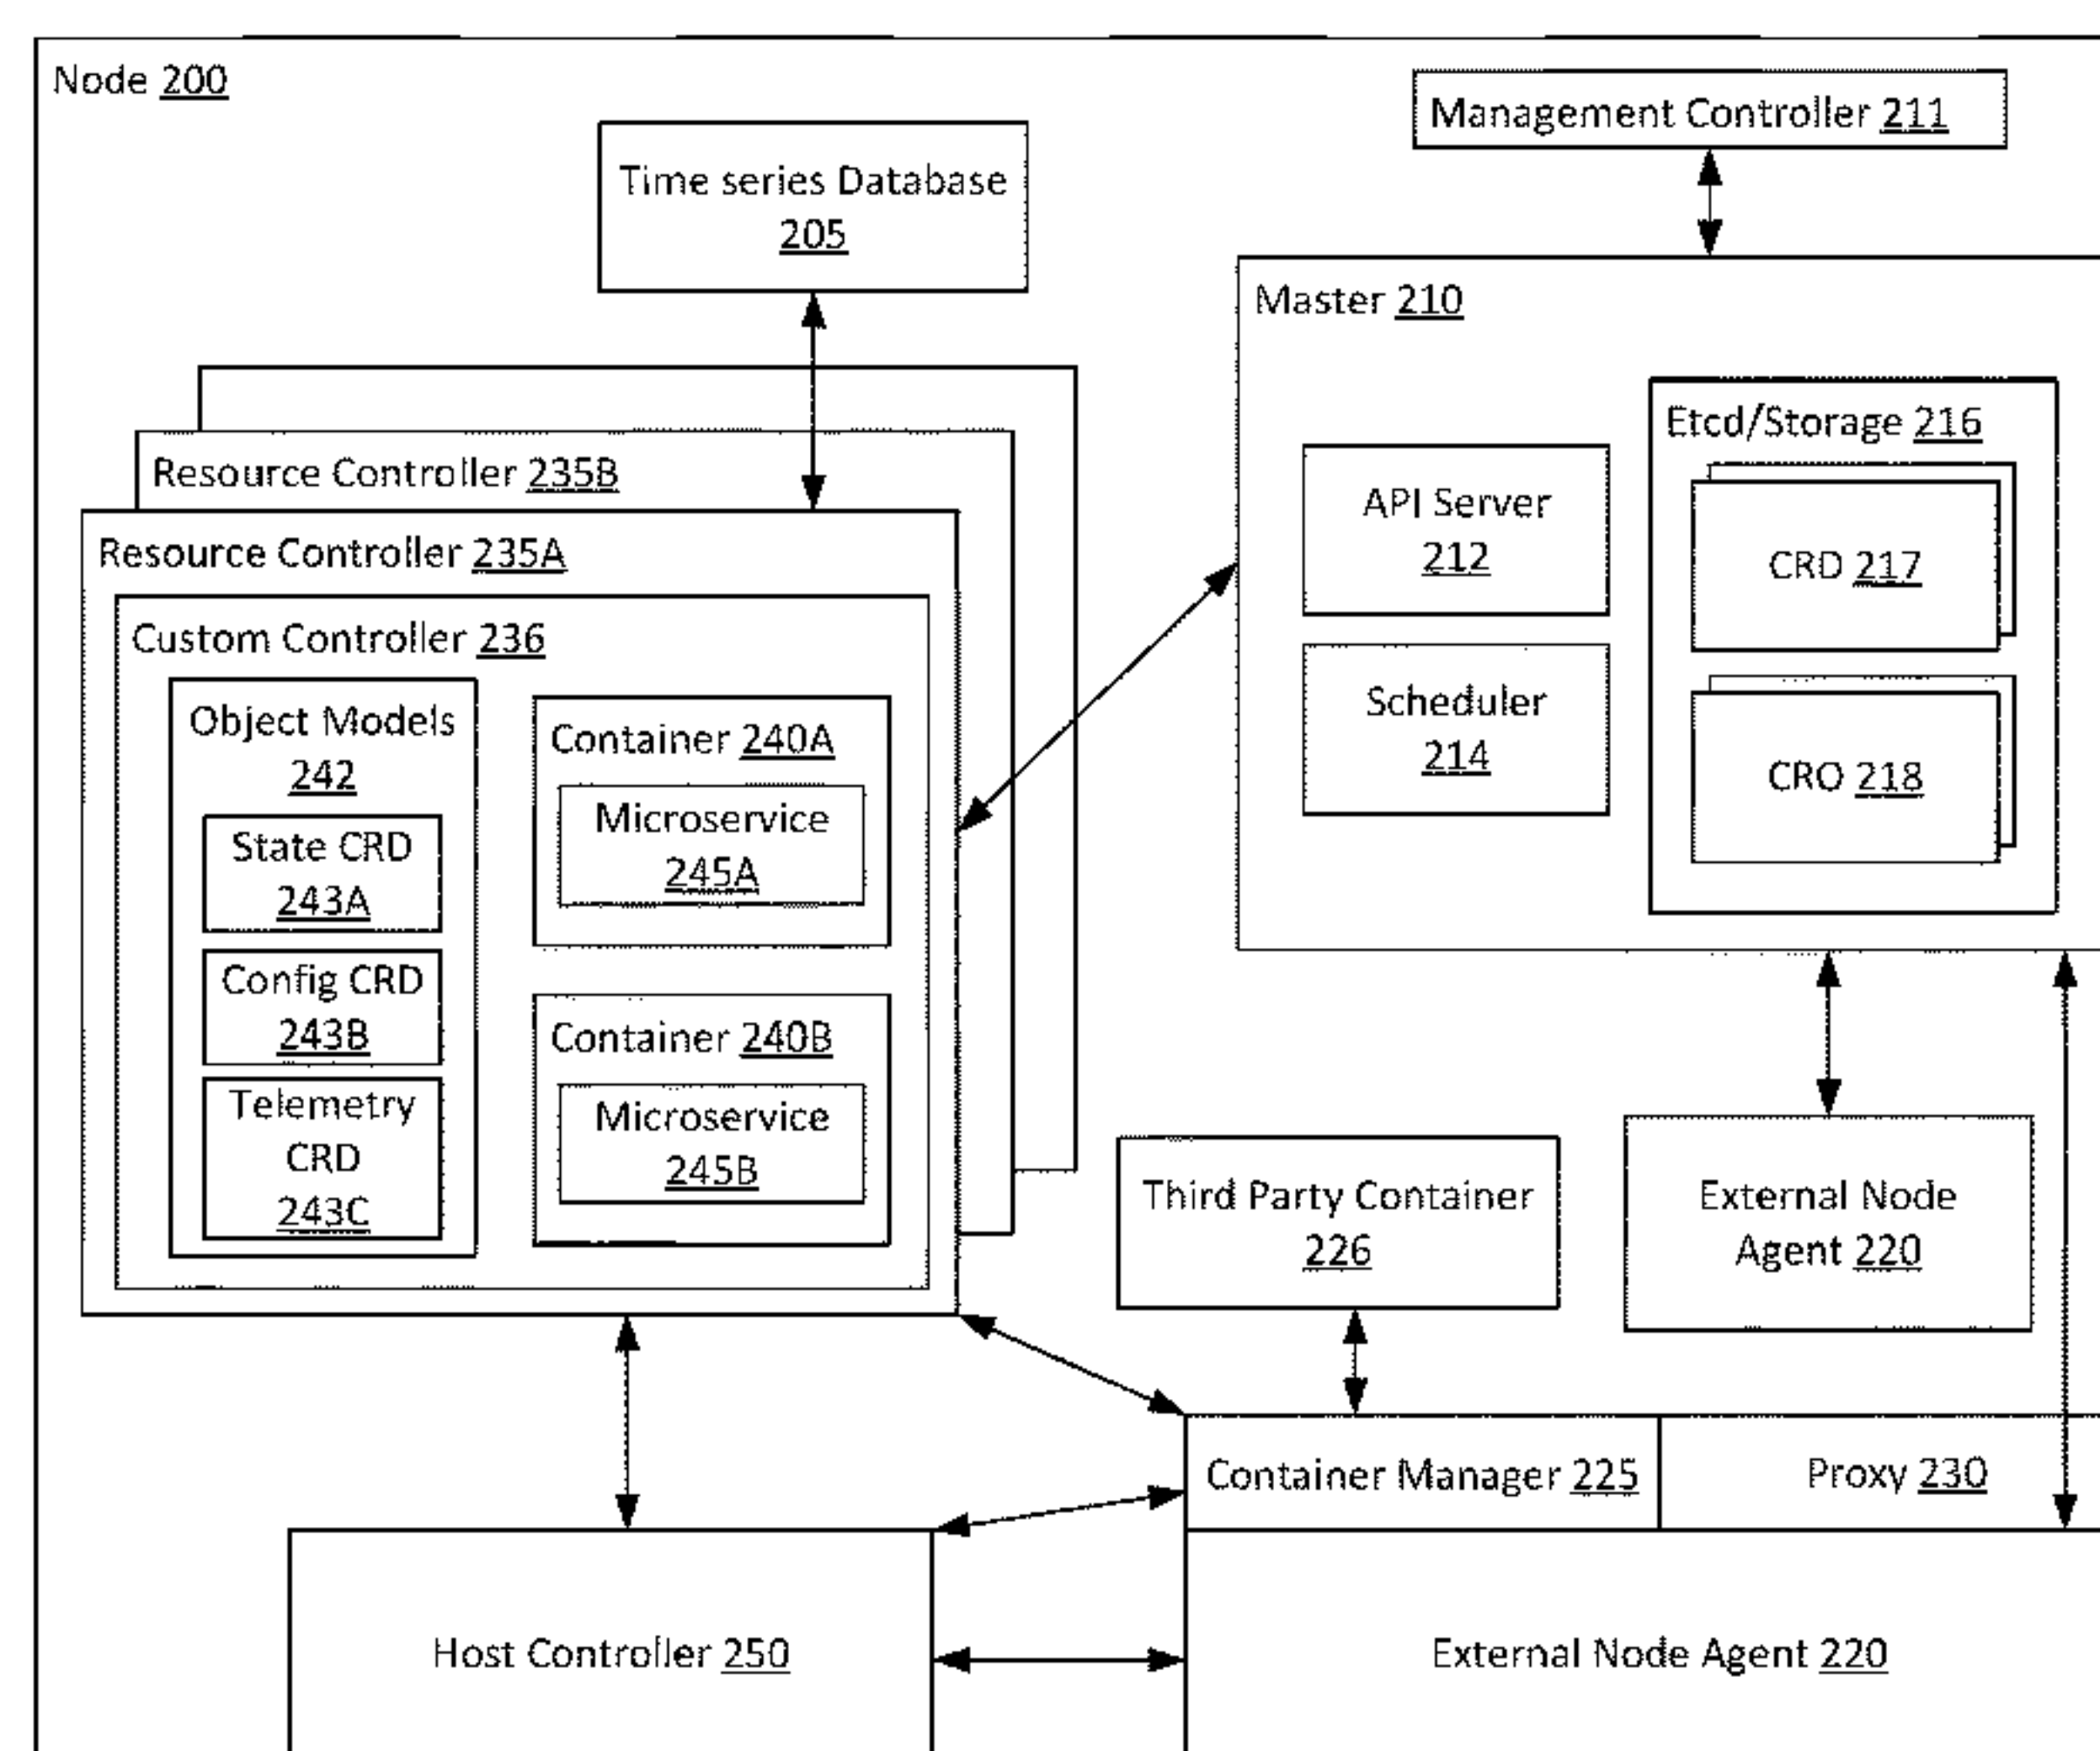 Node 200
Management Controller 211
Time series Database
205
Master 210
Etcd/Storage 216
API Server
212
CRD 217
Scheduler
214
CRO 218
Resource Controller 235B
Resource Controller 235A
Custom Controller 236
Object Models
242
State CRD
243A
Config CRD
243B
Telemetry
CRD
243C
Container 240A
Microservice
245A
Container 240B
Microservice
245B
Third Party Container
226
External Node
Agent 220
Container Manager 225
Proxy 230
Host Controller 250
External Node Agent 220